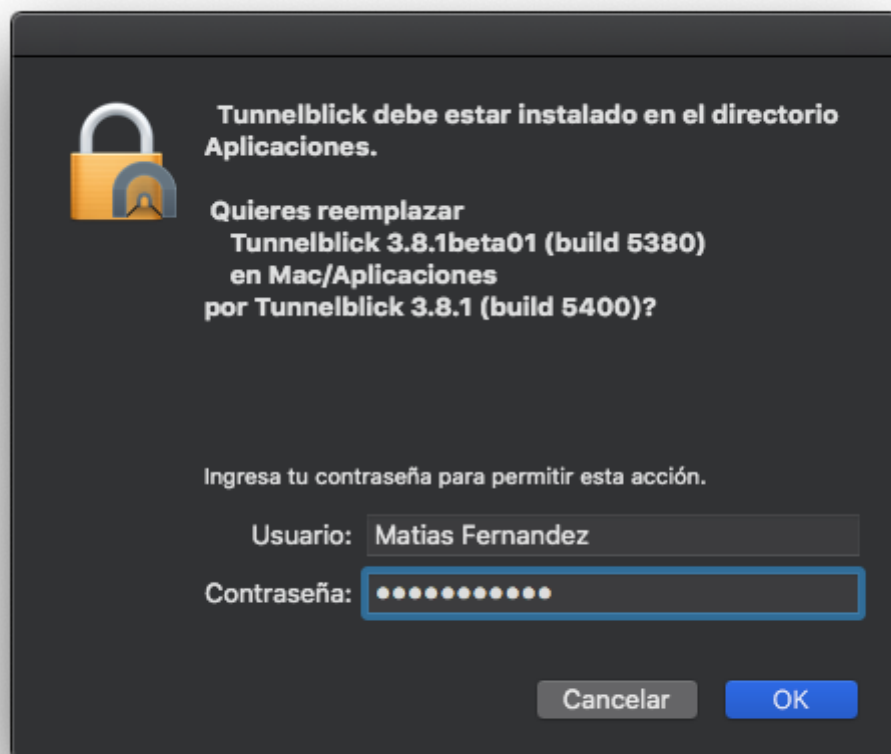 Tunnelblick debe estar instalado en el directorio
Aplicaciones.
Quieres reemplazar
Tunnelblick 3.8.1beta01 (build 5380)
en Mac/Aplicaciones
por Tunnelblick 3.8.1 (build 5400)?
Ingresa tu contraseña para permitir esta acción.
Usuario: Matias Fernandez
Contraseña: •••••••••••
Cancelar OK